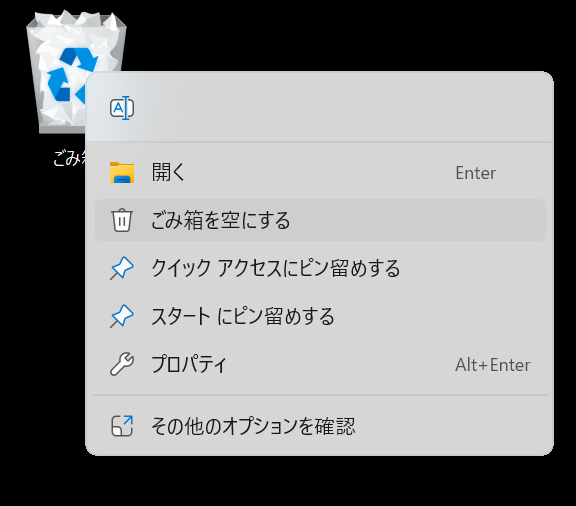 ごみ
開く Enter
ごみ箱を空にする
クイック アクセスにピン留めする
スタート にピン留めする
プロパティ Alt+Enter
その他のオプションを確認